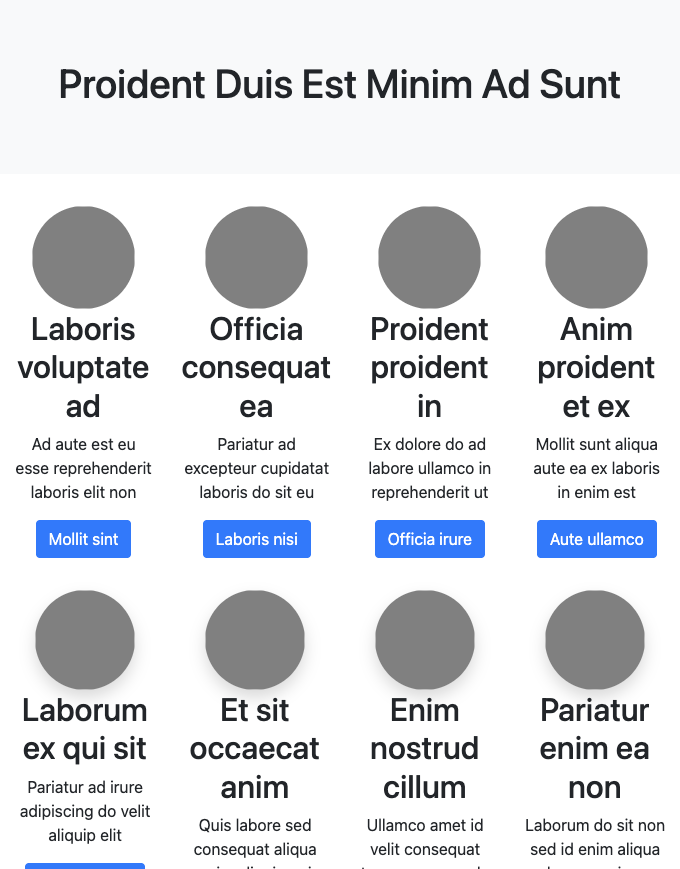 Proident Duis Est Minim Ad Sunt
Laboris
voluptate
ad
Ad aute est eu
esse reprehenderit
laboris elit non
Mollit sint
Officia
consequat
ea
Pariatur ad
excepteur cupidatat
laboris do sit eu
Laboris nisi
Proident
proident
in
Ex dolore do ad
labore ullamco in
reprehenderit ut
Officia irure
Anim
proident
et ex
Mollit sunt aliqua
aute ea ex laboris
in enim est
Aute ullamco
Laborum
ex qui sit
Pariatur ad irure
adipiscing do velit
aliquip elit
Et sit
occaecat
anim
Quis labore sed
consequat aliqua
Enim
nostrud
cillum
Ullamco amet id
velit consequat
Pariatur
enim ea
non
Laborum do sit non
sed id enim aliqua